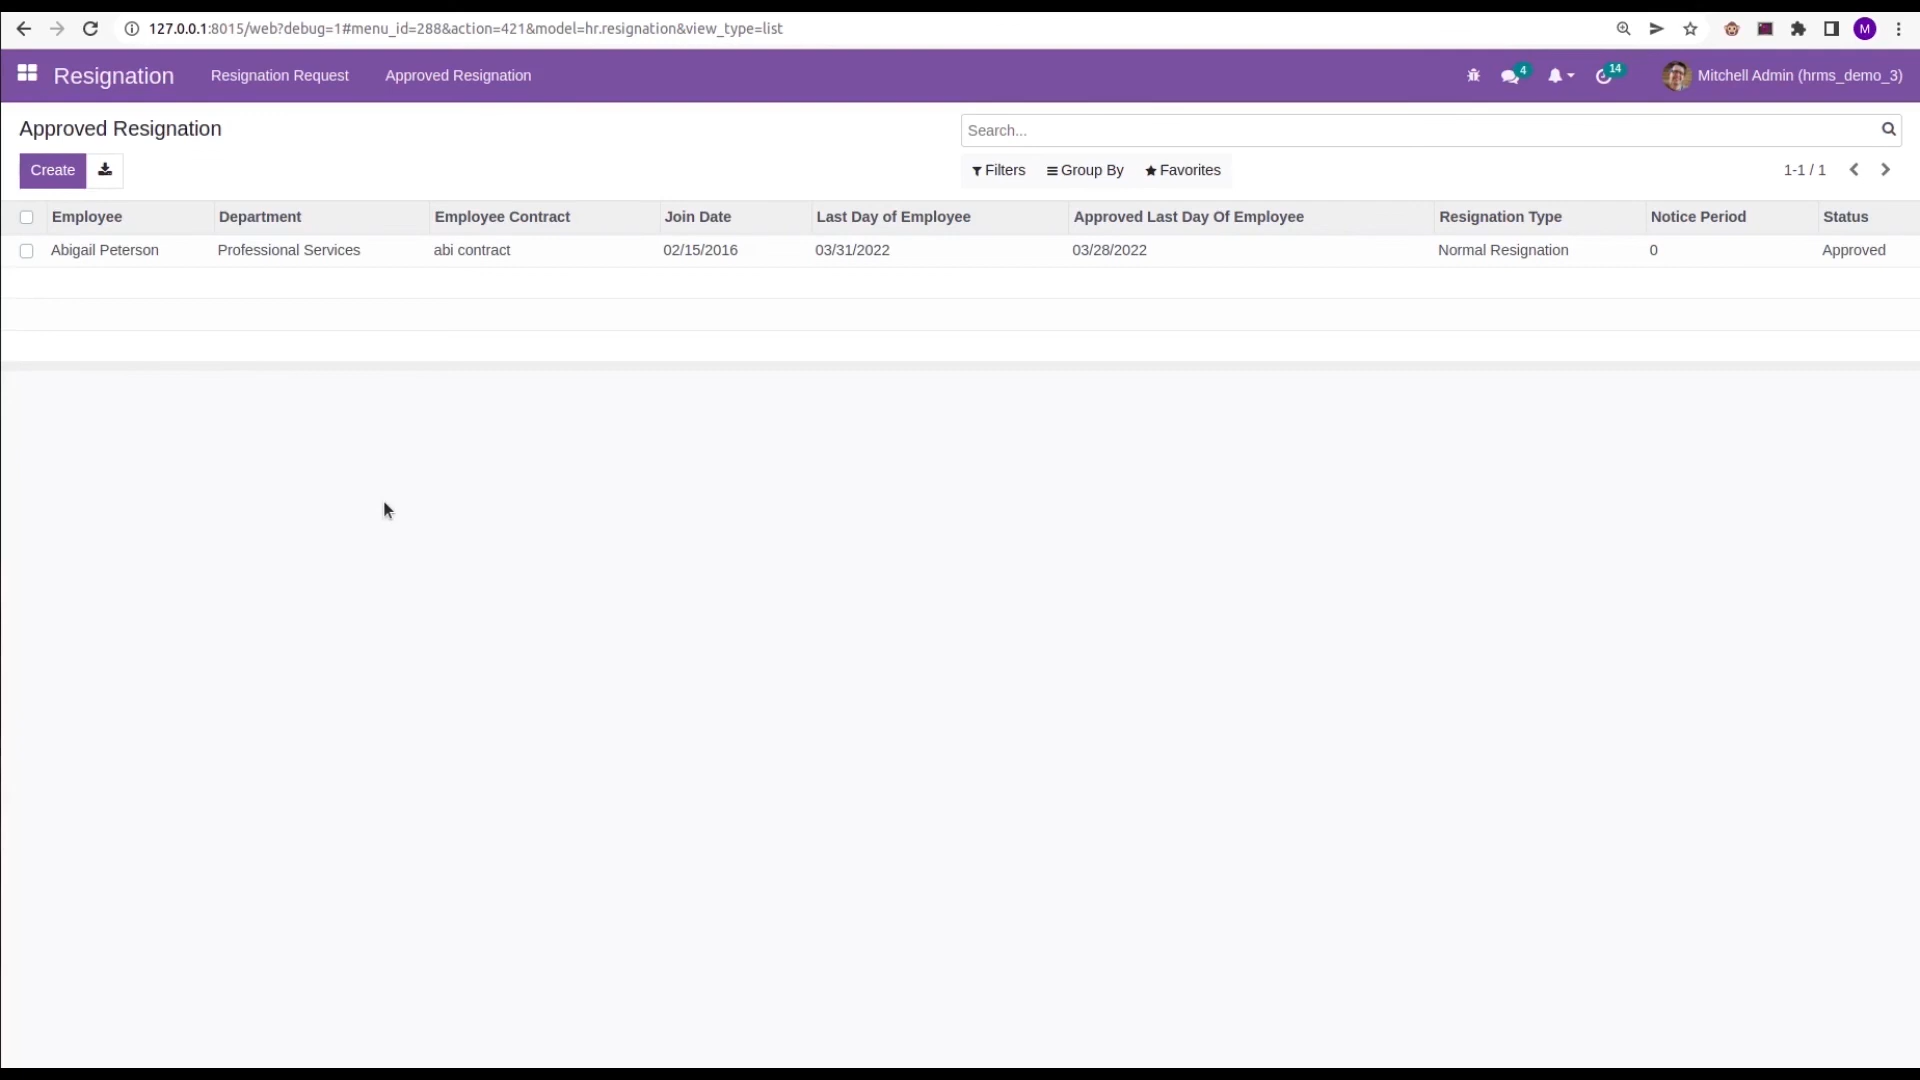 127.0.0.1:8015/web?debug=1#menu_id=288&action=421&model=hr.resignation&view_type=list M
Resignation Resignation Request Approved Resignation 4 14 Mitchell Admin (hrms_demo_3)
Approved Resignation Search...
Create Filters Group By Favorites 1-1 / 1
Employee Department Employee Contract Join Date Last Day of Employee Approved Last Day Of Employee Resignation Type Notice Period Status
Abigail Peterson Professional Services abi contract 02/15/2016 03/31/2022 03/28/2022 Normal Resignation 0 Approved